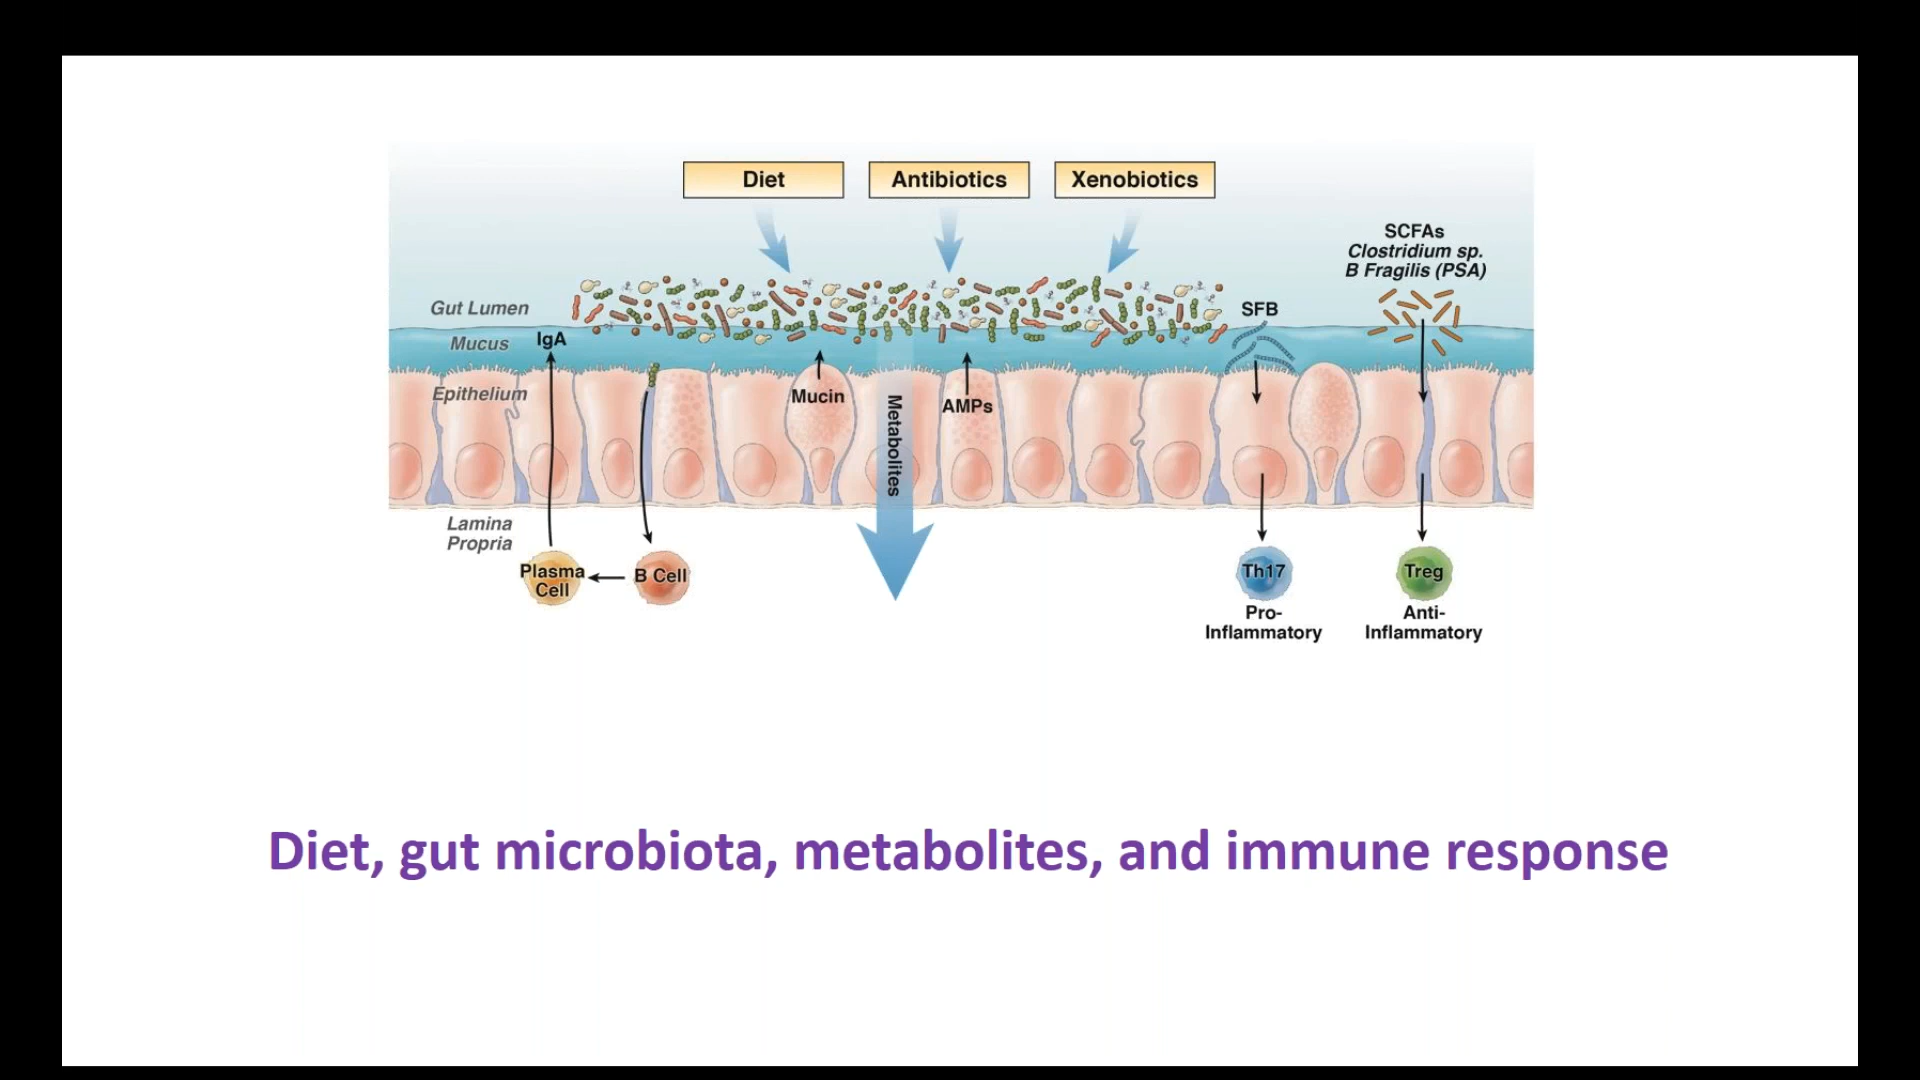 Diet
Antibiotics
Xenobiotics
SCFAs
Clostridium sp.
B Fragilis (PSA)
Gut Lumen
SFB
Mucus
IgA
Epithelium
Mucin
Metabolites
AMPs
Lamina
Propria
Plasma
Cell
B Cell
Th17
Pro-
Inflammatory
Treg
Anti-
Inflammatory
Diet, gut microbiota, metabolites, and immune response